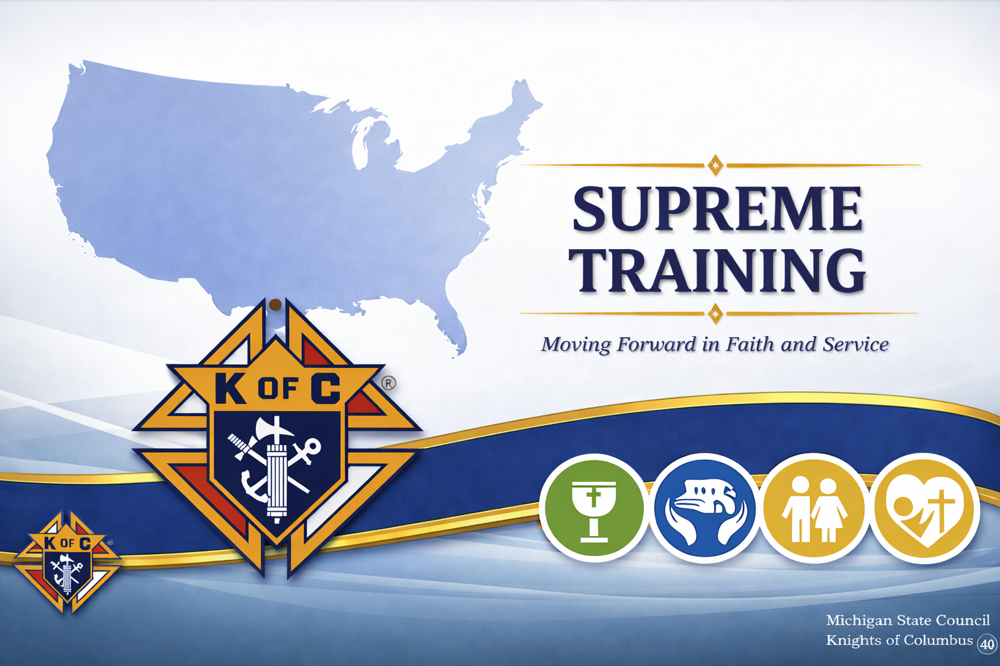 SUPREME
TRAINING
Moving Forward in Faith and Service
K OF C ®
K OF C ®
Michigan State Council
Knights of Columbus 40